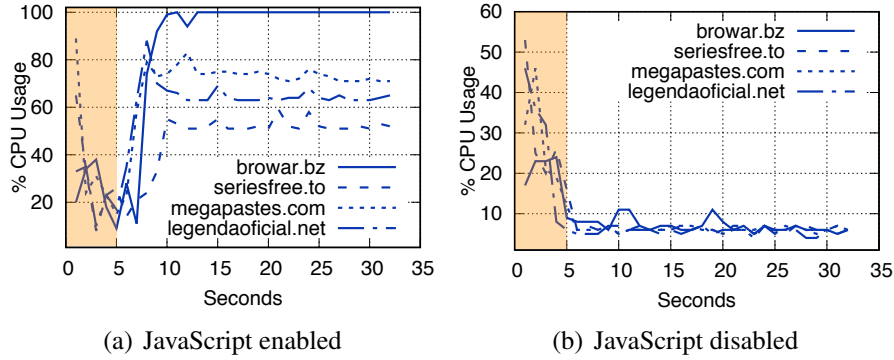 % CPU Usage
100
80
60
40
20
0 5 10 15 20 25 30 35
Seconds
browar.bz
seriesfree.to
megapastes.com
legendaoficial.net
(a) JavaScript enabled
% CPU Usage
60
50
40
30
20
10
0 5 10 15 20 25 30 35
Seconds
browar.bz
seriesfree.to
megapastes.com
legendaoficial.net
(b) JavaScript disabled